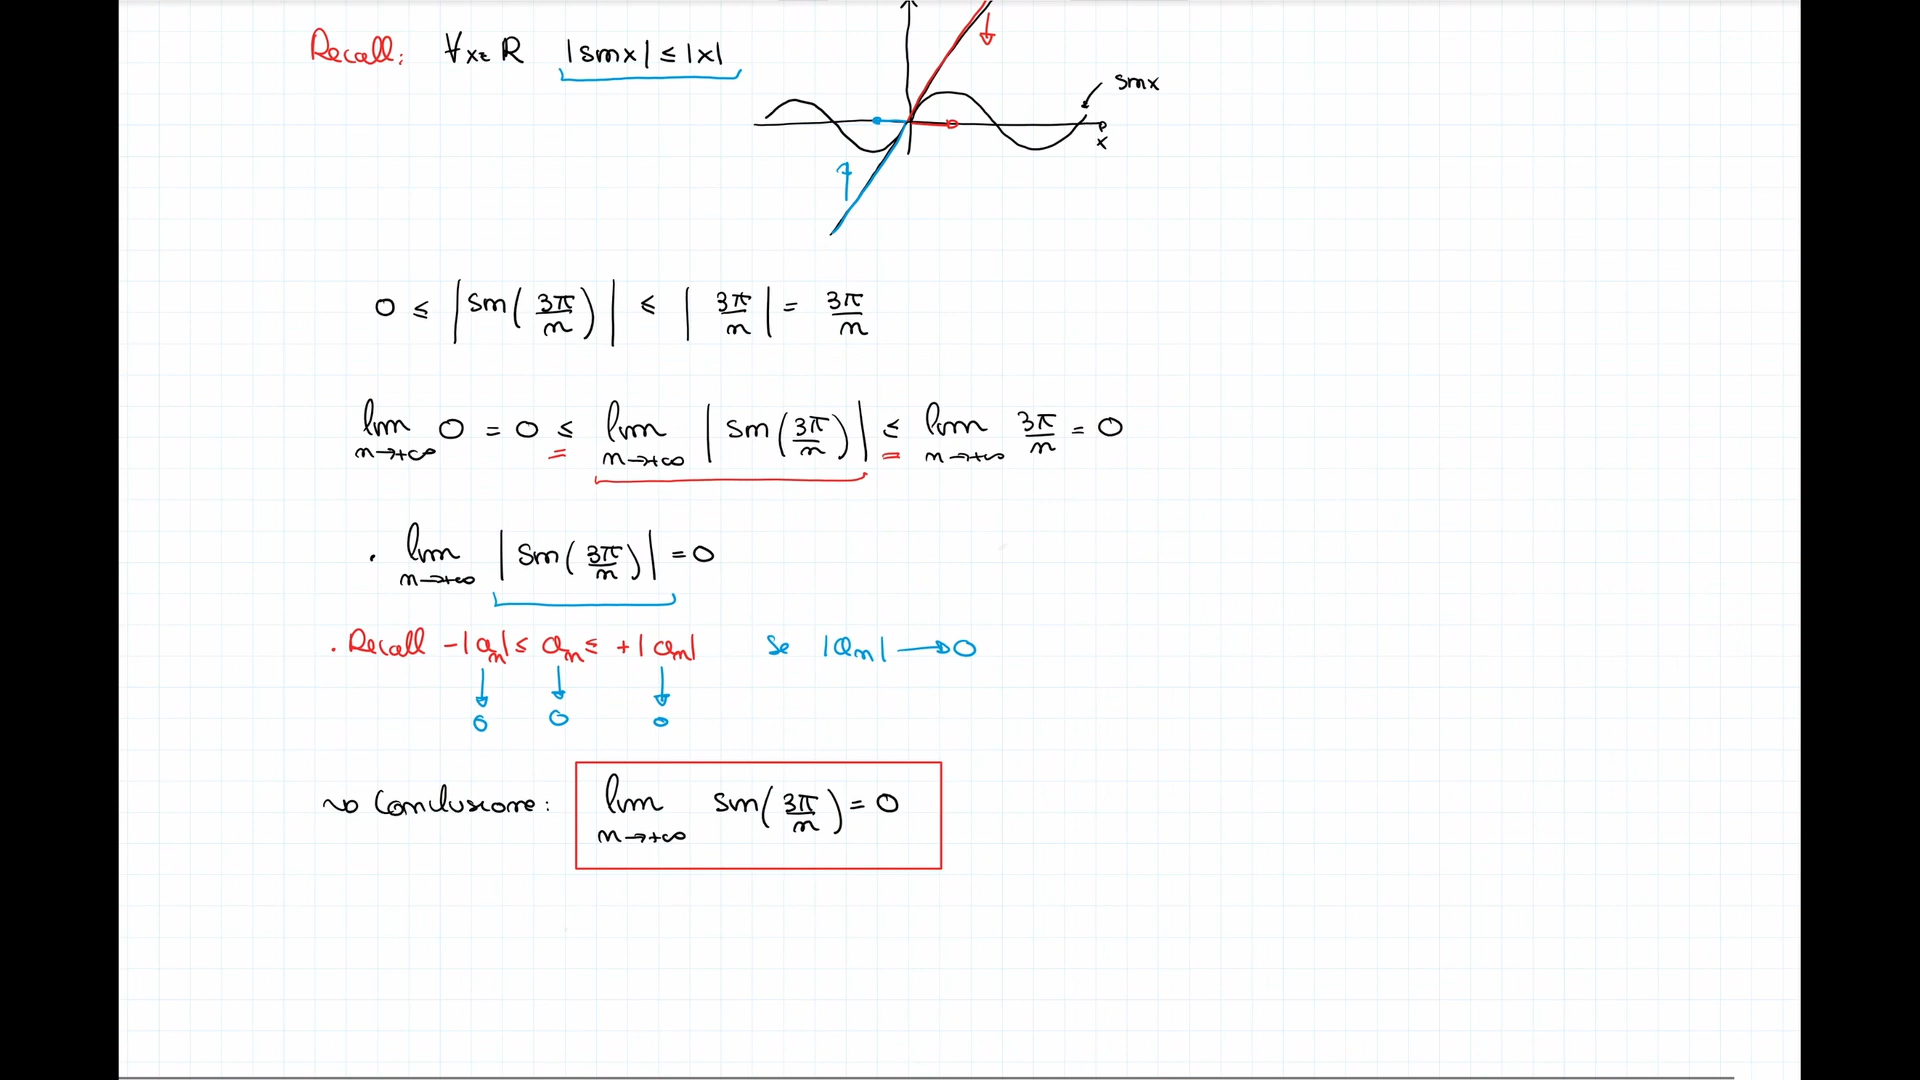 Recall: ∀x∈R |sin x| ≤ |x|
sin x
x
0 ≤ |sin(3π/n)| ≤ |3π/n| = 3π/n
lim n→+∞ 0 = 0 ≤ lim n→+∞ |sin(3π/n)| ≤ lim n→+∞ 3π/n = 0
= =
. lim n→+∞ |sin(3π/n)| = 0
. Recall -|an| ≤ an ≤ +|an| Se |an| → 0
↓ ↓ ↓
0 0 0
↝ Conclusione: lim n→+∞ sin(3π/n) = 0